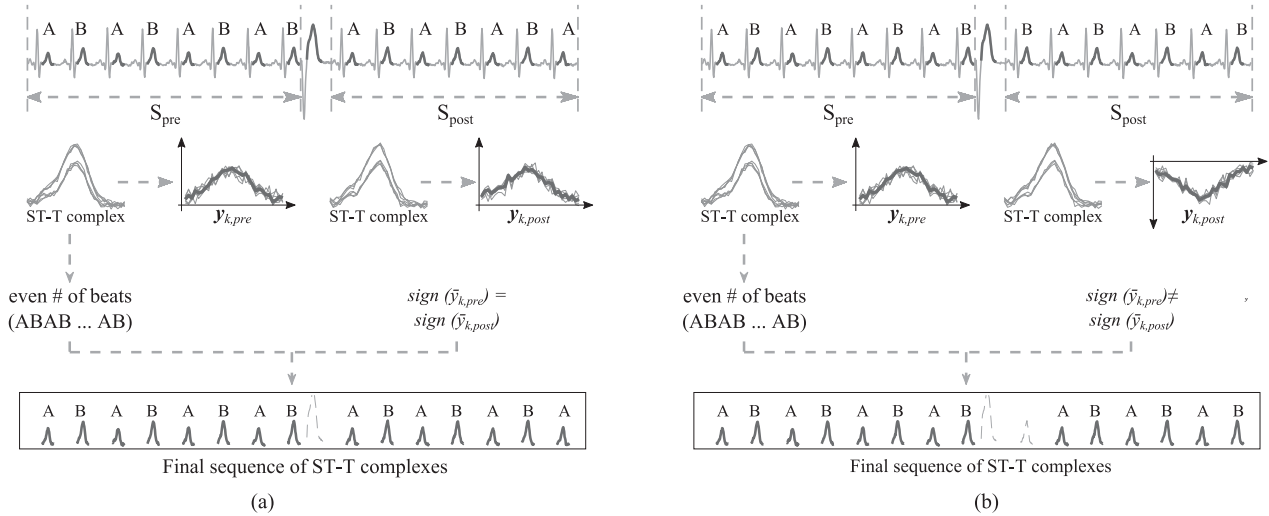 A B A B A B A B A B A B A B A
S_pre S_post
ST-T complex y_k,pre ST-T complex y_k,post
even # of beats
(ABAB ... AB)
sign (ȳ_k,pre) =
sign (ȳ_k,post)
A B A B A B A B A B A B A B A
Final sequence of ST-T complexes
(a)
A B A B A B A B B A B A B A B
S_pre S_post
ST-T complex y_k,pre ST-T complex y_k,post
even # of beats
(ABAB ... AB)
sign (ȳ_k,pre) ≠ ,
sign (ȳ_k,post)
A B A B A B A B A B A B A B
Final sequence of ST-T complexes
(b)